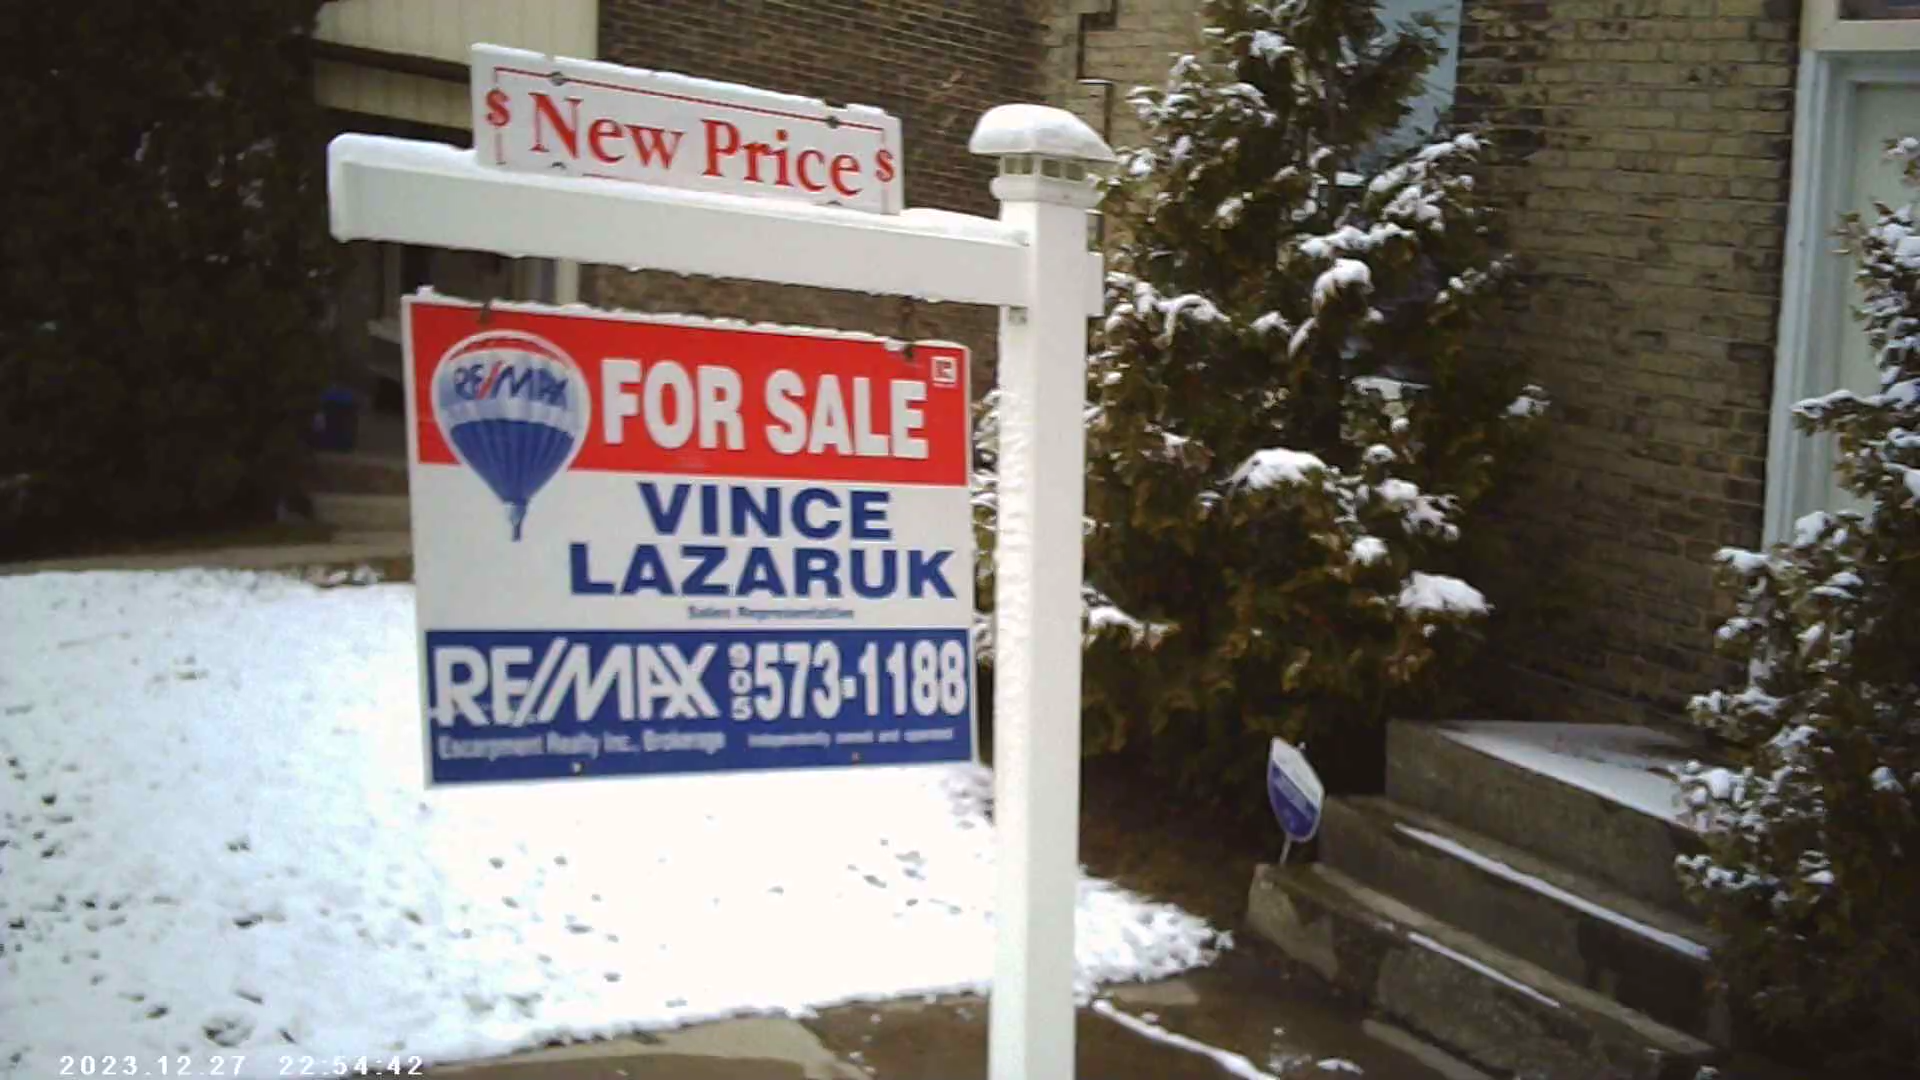 $ New Price $
RE/MAX
FOR SALE
VINCE
LAZARUK
Sales Representative
RE/MAX 905 573-1188
Escarpment Realty Inc., Brokerage
Independently owned and operated
2023.12.27 22:54:42